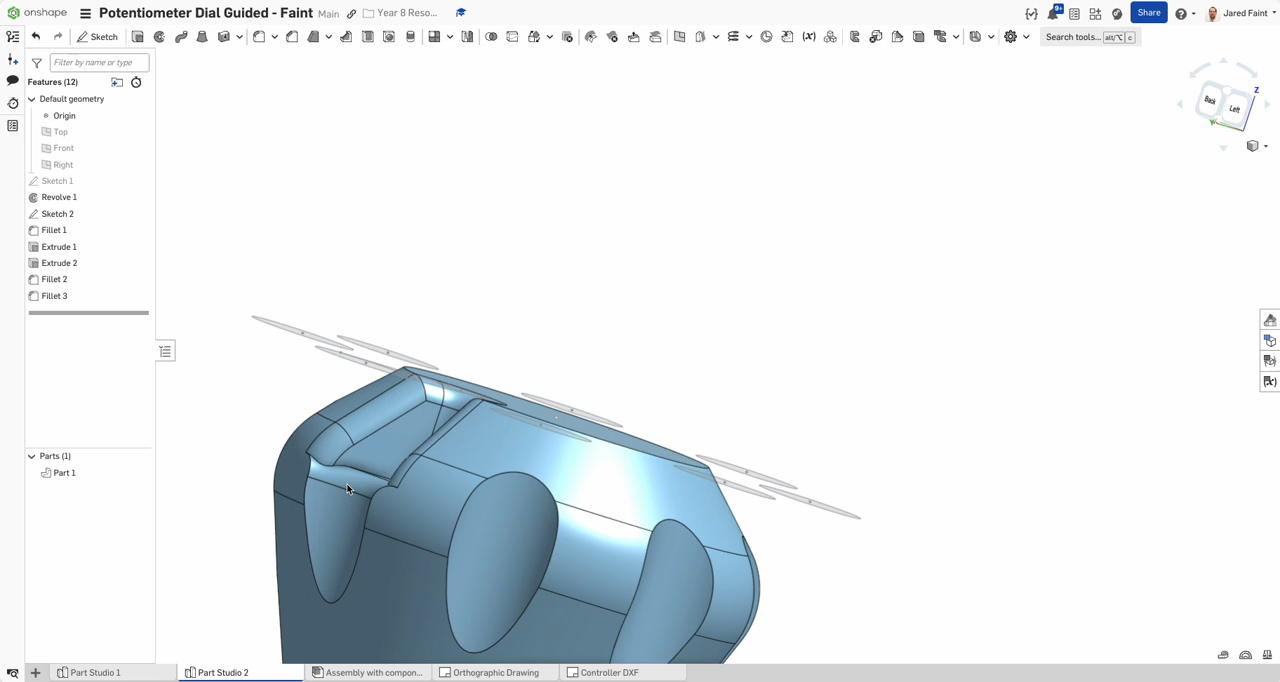 onshape
Potentiometer Dial Guided - Faint
Main
Year 8 Reso...
9+
Share
Jared Faint
Sketch
(x)
Search tools...
alt/⌥
c
Filter by name or type
Features (12)
Default geometry
Origin
Top
Front
Right
Sketch 1
Revolve 1
Sketch 2
Fillet 1
Extrude 1
Extrude 2
Fillet 2
Fillet 3
Parts (1)
Part 1
Z
Back
Left
Part Studio 1
Part Studio 2
Assembly with compon...
Orthographic Drawing
Controller DXF